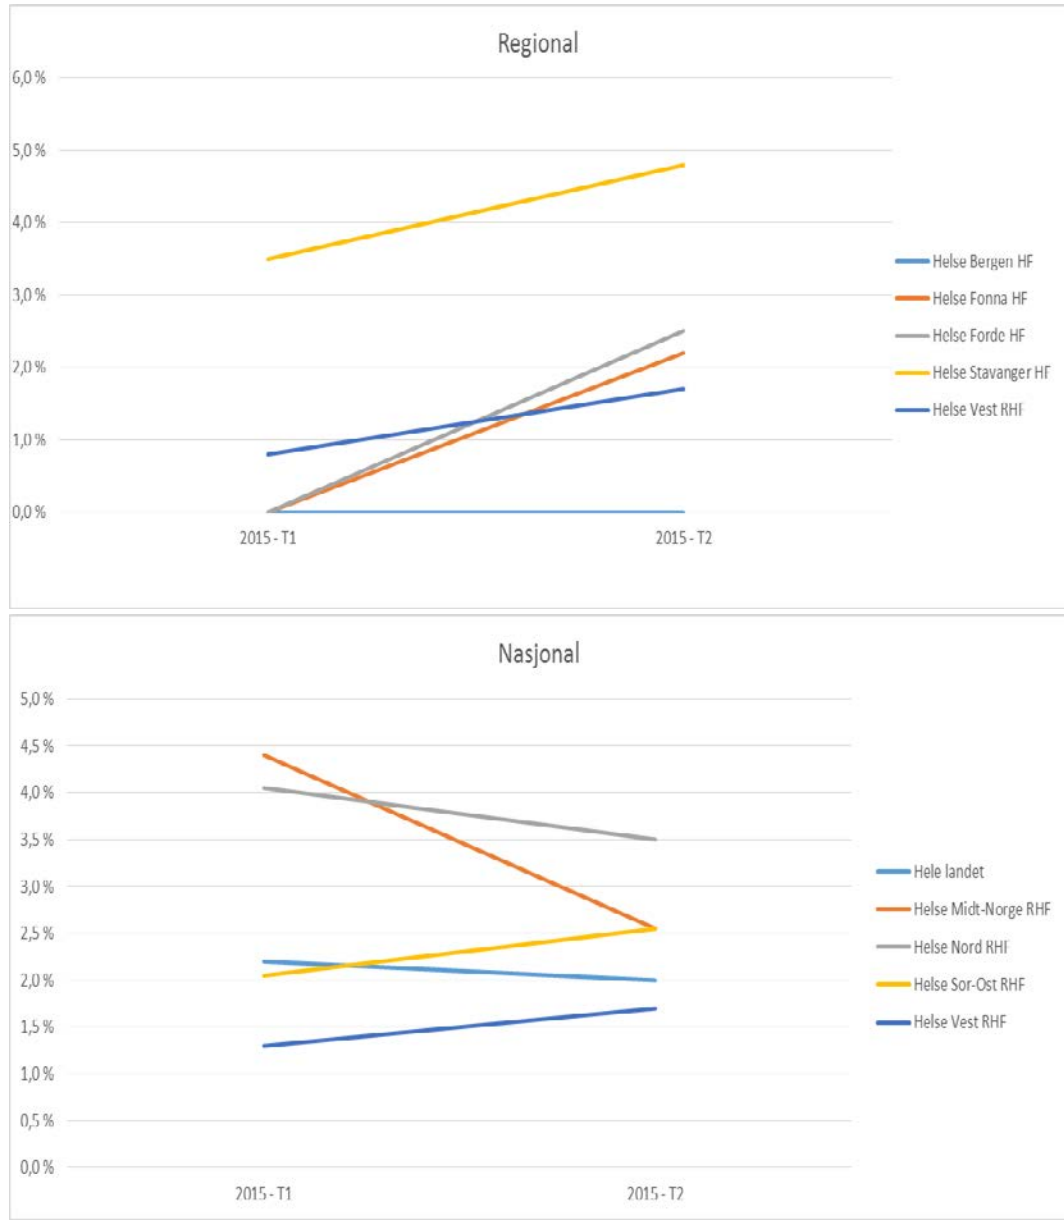 Regional
6,0 %
5,0 %
4,0 %
3,0 %
2,0 %
1,0 %
0,0 %
2015 - T1
2015 - T2
Helse Bergen HF
Helse Fonna HF
Helse Forde HF
Helse Stavanger HF
Helse Vest RHF
Nasjonal
5,0 %
4,5 %
4,0 %
3,5 %
3,0 %
2,5 %
2,0 %
1,5 %
1,0 %
0,5 %
0,0 %
2015 - T1
2015 - T2
Hele landet
Helse Midt-Norge RHF
Helse Nord RHF
Helse Sor-Ost RHF
Helse Vest RHF